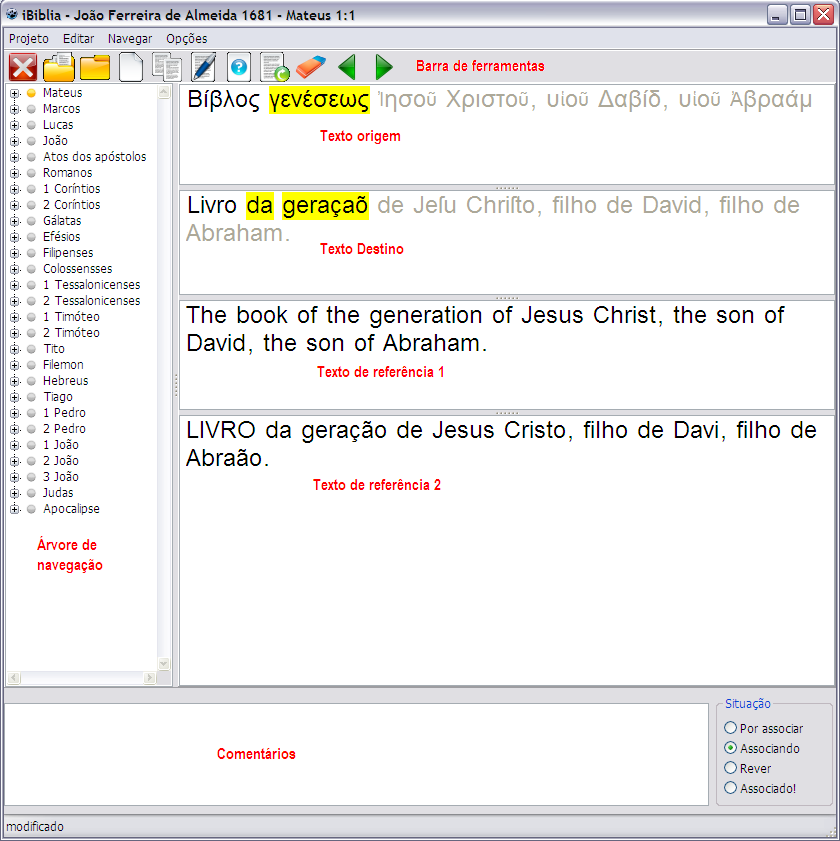 iBiblia - João Ferreira de Almeida 1681 - Mateus 1:1
Projeto Editar Navegar Opções
Barra de ferramentas
Mateus
Marcos
Lucas
João
Atos dos apóstolos
Romanos
1 Coríntios
2 Coríntios
Gálatas
Efésios
Filipenses
Colossensses
1 Tessalonicenses
2 Tessalonicenses
1 Timóteo
2 Timóteo
Tito
Filemon
Hebreus
Tiago
1 Pedro
2 Pedro
1 João
2 João
3 João
Judas
Apocalipse
Árvore de
navegação
Βίβλος γενέσεως Ἰησοῦ Χριστοῦ, υἱοῦ Δαβίδ, υἱοῦ Ἀβραάμ
Texto origem
Livro da geraçaõ de Jeſu Chriſto, filho de David, filho de
Abraham.
Texto Destino
The book of the generation of Jesus Christ, the son of
David, the son of Abraham.
Texto de referência 1
LIVRO da geração de Jesus Cristo, filho de Davi, filho de
Abraão.
Texto de referência 2
Comentários
Situação
Por associar
Associando
Rever
Associado!
modificado